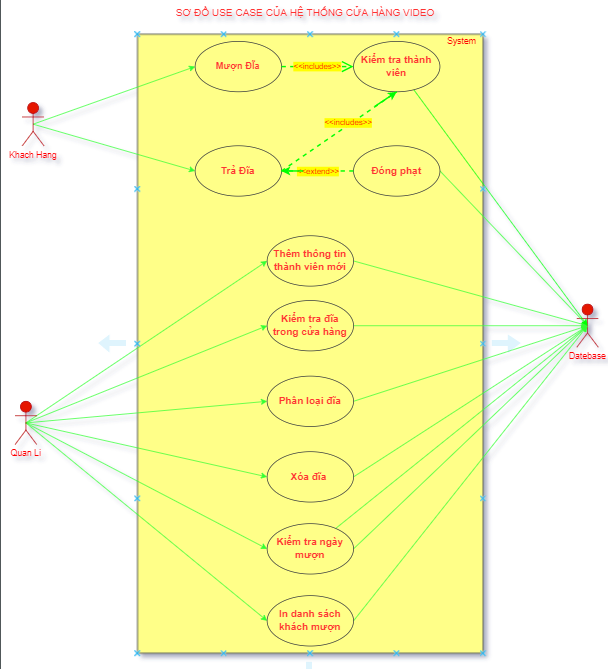 SƠ ĐỒ USE CASE CỦA HỆ THỐNG CỬA HÀNG VIDEO
System
Mượn Đĩa
<<includes>>
Kiểm tra thành
viên
Khach Hang
<<includes>>
Trả Đĩa
<<extend>>
Đóng phạt
Thêm thông tin
thành viên mới
Kiểm tra đĩa
trong cửa hàng
Datebase
Phân loại đĩa
Quan Li
Xóa đĩa
Kiểm tra ngày
mượn
In danh sách
khách mượn